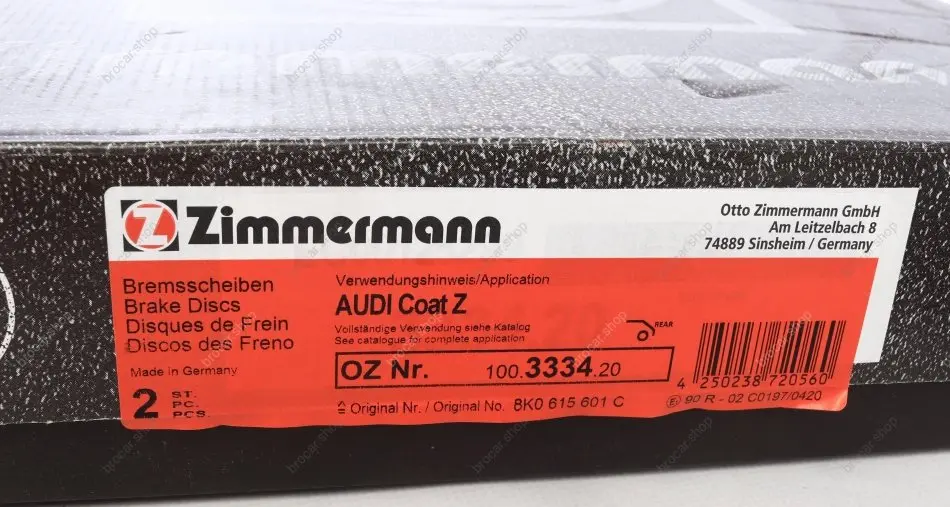 Zimmermann
Otto Zimmermann GmbH
Am Leitzelbach 8
74889 Sinsheim / Germany
Bremsscheiben
Brake Discs
Disques de Frein
Discos des Freno
Made in Germany
2 ST.
PC.
PCS.
Verwendungshinweis/Application
AUDI Coat Z
Vollständige Verwendung siehe Katalog
See catalogue for complete application
REAR
OZ Nr. 100.3334.20
≙ Original Nr. / Original No. 8K0 615 601 C
4 250238 720560
90 R - 02 C0197/0420
brocar.shop